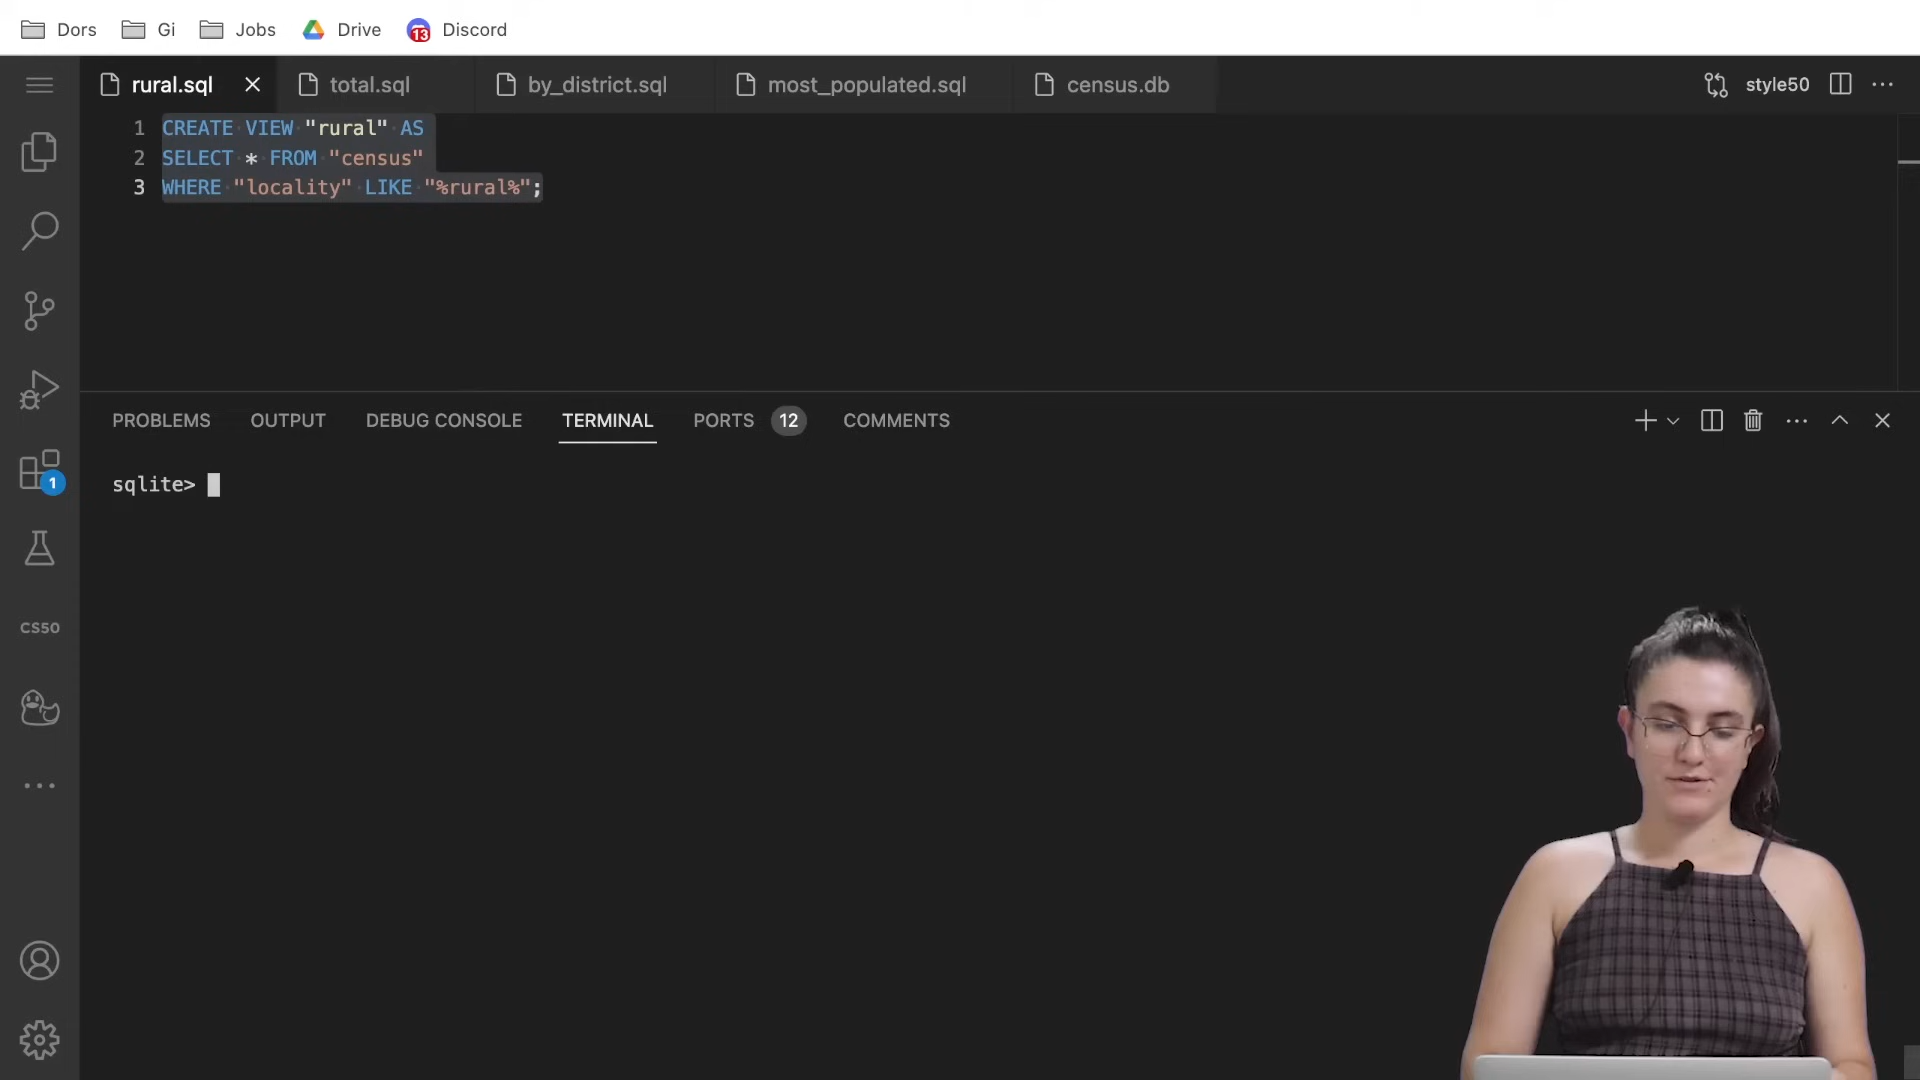 Dors Gi Jobs Drive 13 Discord
rural.sql total.sql by_district.sql most_populated.sql census.db style50
1 CREATE VIEW "rural" AS
2 SELECT * FROM "census"
3 WHERE "locality" LIKE "%rural%";
PROBLEMS OUTPUT DEBUG CONSOLE TERMINAL PORTS 12 COMMENTS
1
sqlite>
CS50